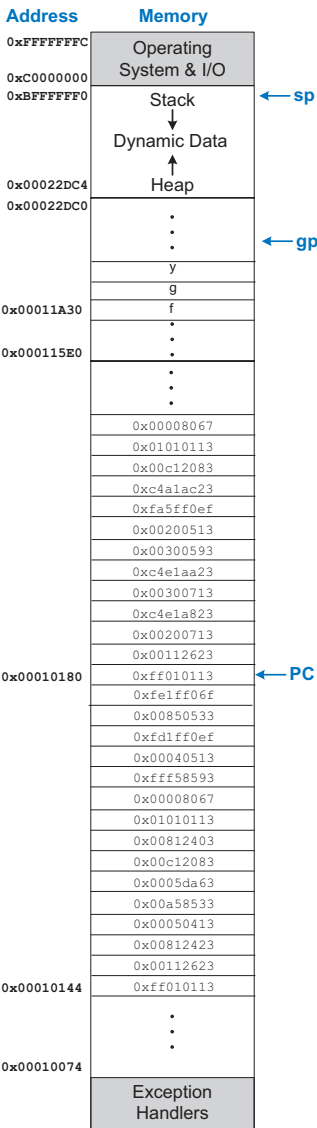 Address Memory
0xFFFFFFFC
Operating
System & I/O
0xC0000000
0xBFFFFFF0
Stack
sp
Dynamic Data
Heap
0x00022DC4
0x00022DC0
gp
y
g
0x00011A30 f
0x000115E0
0x00008067
0x01010113
0x00c12083
0xc4a1ac23
0xfa5ff0ef
0x00200513
0x00300593
0xc4e1aa23
0x00300713
0xc4e1a823
0x00200713
0x00112623
0x00010180 0xff010113 PC
0xfe1ff06f
0x00850533
0xfd1ff0ef
0x00040513
0xfff58593
0x00008067
0x01010113
0x00812403
0x00c12083
0x0005da63
0x00a58533
0x00050413
0x00812423
0x00112623
0x00010144 0xff010113
0x00010074
Exception
Handlers